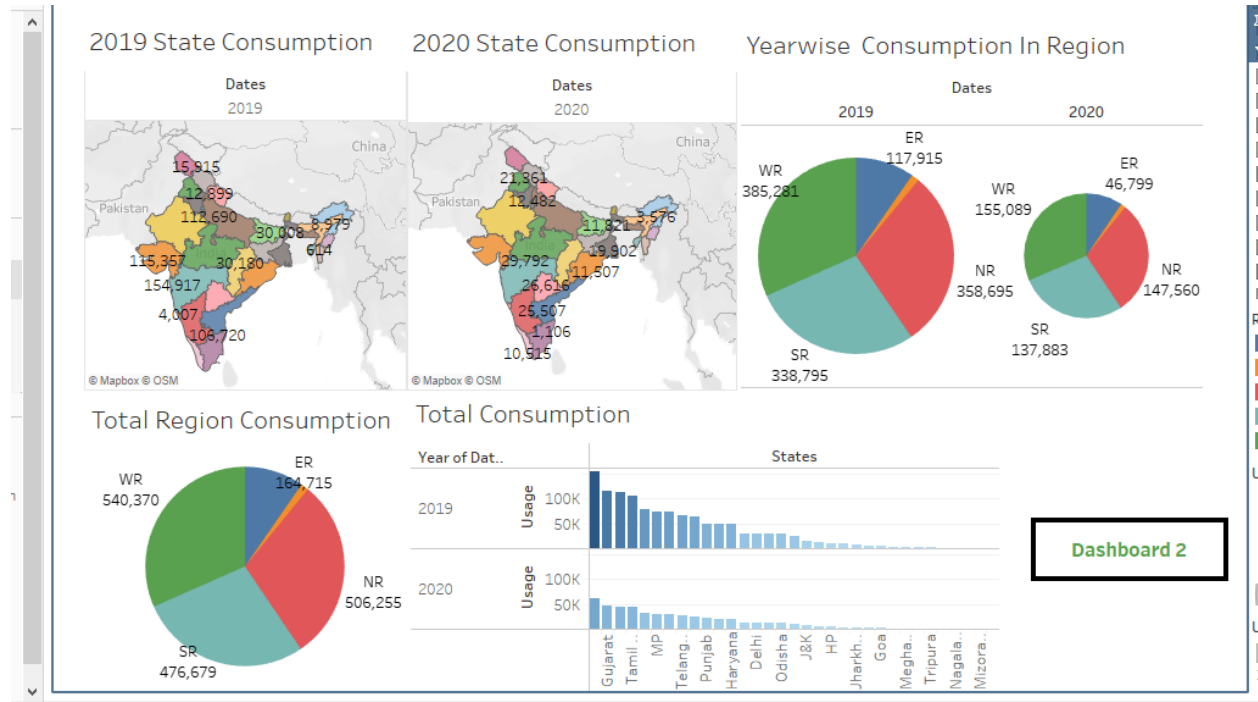 2019 State Consumption
Dates
2019
China
Pakistan
India
15,915
12,899
112,690
30,008
8,979
115,357
30,180
614
154,917
4,007
106,720
© Mapbox © OSM
2020 State Consumption
Dates
2020
China
Pakistan
India
21,361
12,482
11,821
3,576
29,792
19,902
11,507
26,616
25,507
1,106
10,515
© Mapbox © OSM
Yearwise Consumption In Region
Dates
2019
2020
ER
117,915
WR
385,281
NR
358,695
SR
338,795
ER
46,799
WR
155,089
NR
147,560
SR
137,883
Total Region Consumption
ER
164,715
WR
540,370
NR
506,255
SR
476,679
Total Consumption
Year of Dat..
States
2019
Usage
100K
50K
2020
Usage
100K
50K
Gujarat
Tamil ..
MP
Telang..
Punjab
Haryana
Delhi
Odisha
J&K
HP
Jharkh..
Goa
Megha..
Tripura
Nagala..
Mizora..
Dashboard 2